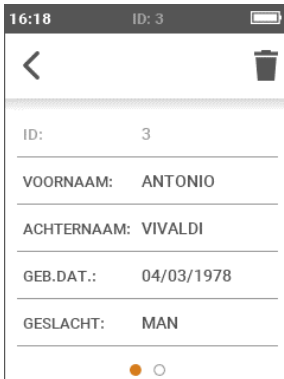 16:18 ID: 3
ID: 3
VOORNAAM: ANTONIO
ACHTERNAAM: VIVALDI
GEB.DAT.: 04/03/1978
GESLACHT: MAN